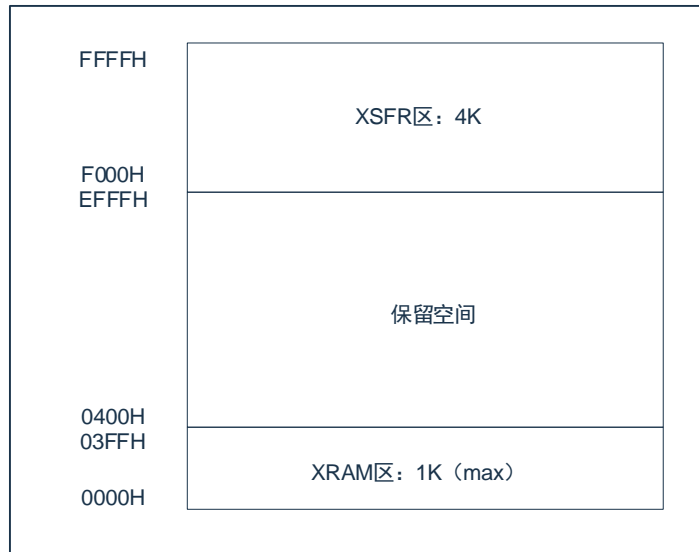 FFFFH
XSFR区：4K
F000H
EFFFH
保留空间
0400H
03FFH
XRAM区：1K（max）
0000H